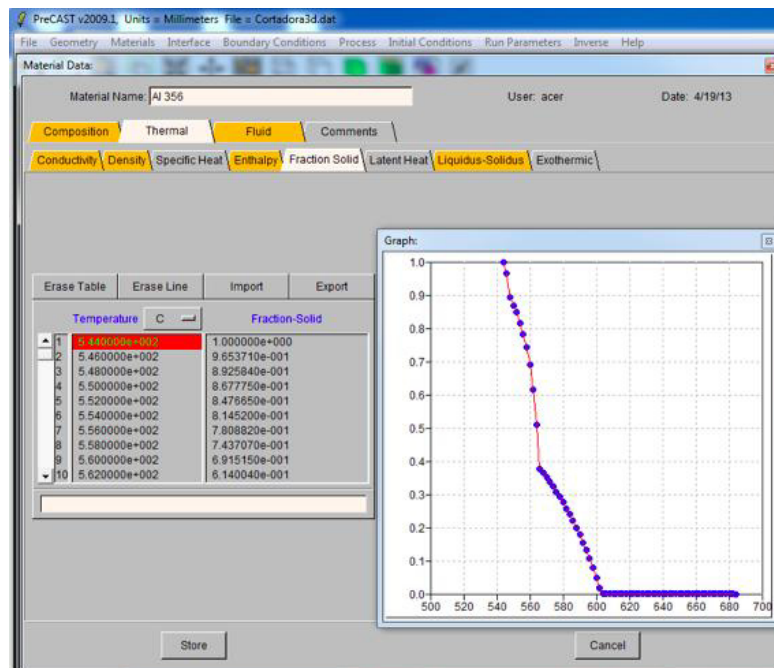 PreCAST v2009.1, Units = Millimeters File = Cortadora3d.dat
File Geometry Materials Interface Boundary Conditions Process Initial Conditions Run Parameters Inverse Help
Material Data:
Material Name: Al 356 User: acer Date: 4/19/13
Composition Thermal Fluid Comments
Conductivity Density Specific Heat Enthalpy Fraction Solid Latent Heat Liquidus-Solidus Exothermic
Graph:
Erase Table Erase Line Import Export
Temperature C Fraction-Solid
1 5.440000e+002 1.000000e+000
2 5.460000e+002 9.653710e-001
3 5.480000e+002 8.925840e-001
4 5.500000e+002 8.677750e-001
5 5.520000e+002 8.476650e-001
6 5.540000e+002 8.145200e-001
7 5.560000e+002 7.808820e-001
8 5.580000e+002 7.437070e-001
9 5.600000e+002 6.915150e-001
10 5.620000e+002 6.140040e-001
1.0
0.9
0.8
0.7
0.6
0.5
0.4
0.3
0.2
0.1
0.0
500 520 540 560 580 600 620 640 660 680 700
Store Cancel